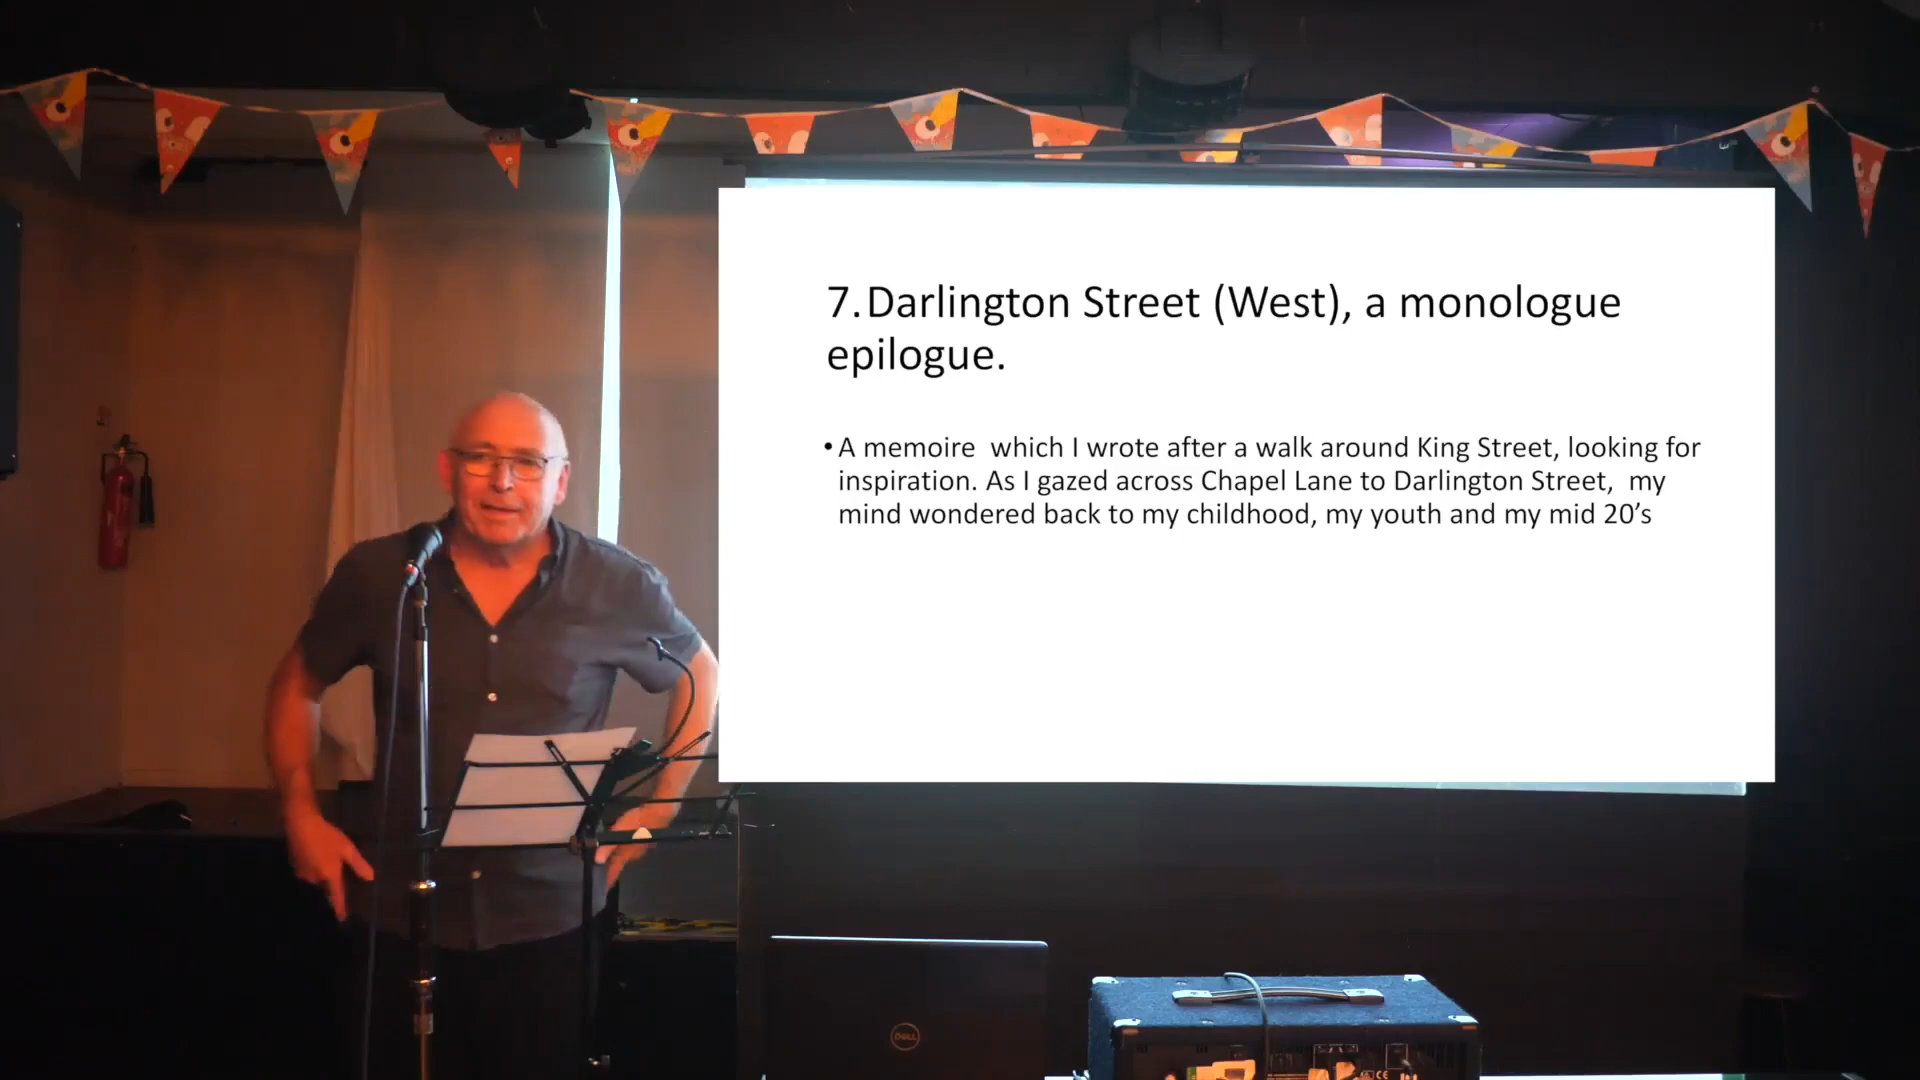 7. Darlington Street (West), a monologue
epilogue.
• A memoire which I wrote after a walk around King Street, looking for
inspiration. As I gazed across Chapel Lane to Darlington Street, my
mind wondered back to my childhood, my youth and my mid 20's
DELL
CE